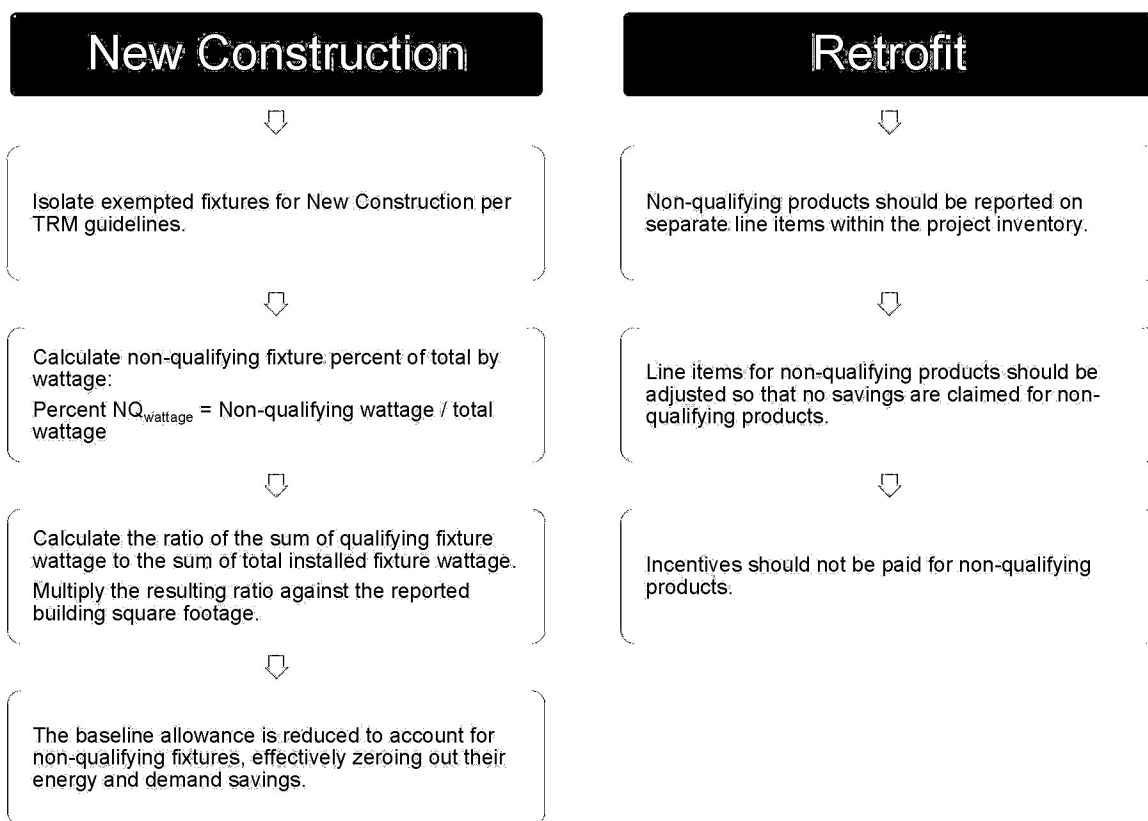 New Construction
Isolate exempted fixtures for New Construction per
TRM guidelines.
Calculate non-qualifying fixture percent of total by
wattage:
Percent NQwattage = Non-qualifying wattage / total
wattage
Calculate the ratio of the sum of qualifying fixture
wattage to the sum of total installed fixture wattage.
Multiply the resulting ratio against the reported
building square footage.
The baseline allowance is reduced to account for
non-qualifying fixtures, effectively zeroing out their
energy and demand savings.
Retrofit
Non-qualifying products should be reported on
separate line items within the project inventory.
Line items for non-qualifying products should be
adjusted so that no savings are claimed for non-
qualifying products.
Incentives should not be paid for non-qualifying
products.